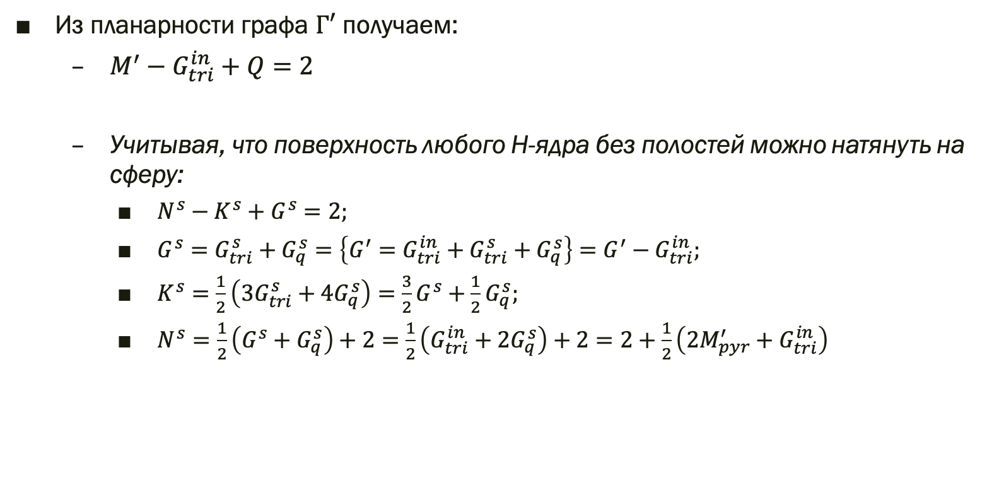 ▪ Из планарности графа Γ′ получаем:
– $M' - G_{tri}^{in} + Q = 2$
– Учитывая, что поверхность любого Н-ядра без полостей можно натянуть на
сферу:
▪ $N^s - K^s + G^s = 2;$
▪ $G^s = G_{tri}^s + G_q^s = \{G' = G_{tri}^{in} + G_{tri}^s + G_q^s\} = G' - G_{tri}^{in};$
▪ $K^s = \frac{1}{2}(3G_{tri}^s + 4G_q^s) = \frac{3}{2}G^s + \frac{1}{2}G_q^s;$
▪ $N^s = \frac{1}{2}(G^s + G_q^s) + 2 = \frac{1}{2}(G_{tri}^{in} + 2G_q^s) + 2 = 2 + \frac{1}{2}(2M'_{pyr} + G_{tri}^{in})$